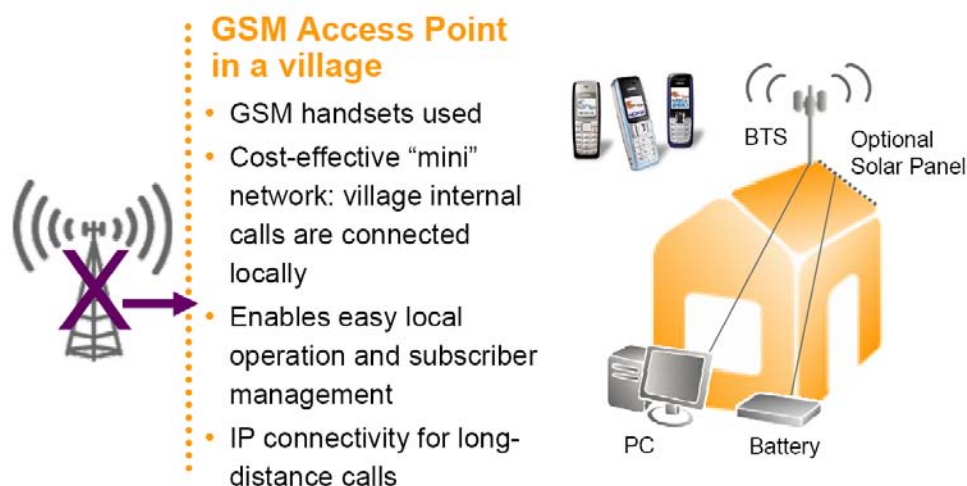 GSM Access Point
in a village
• GSM handsets used
• Cost-effective “mini”
network: village internal
calls are connected
locally
• Enables easy local
operation and subscriber
management
• IP connectivity for long-
distance calls
BTS
Optional
Solar Panel
PC
Battery